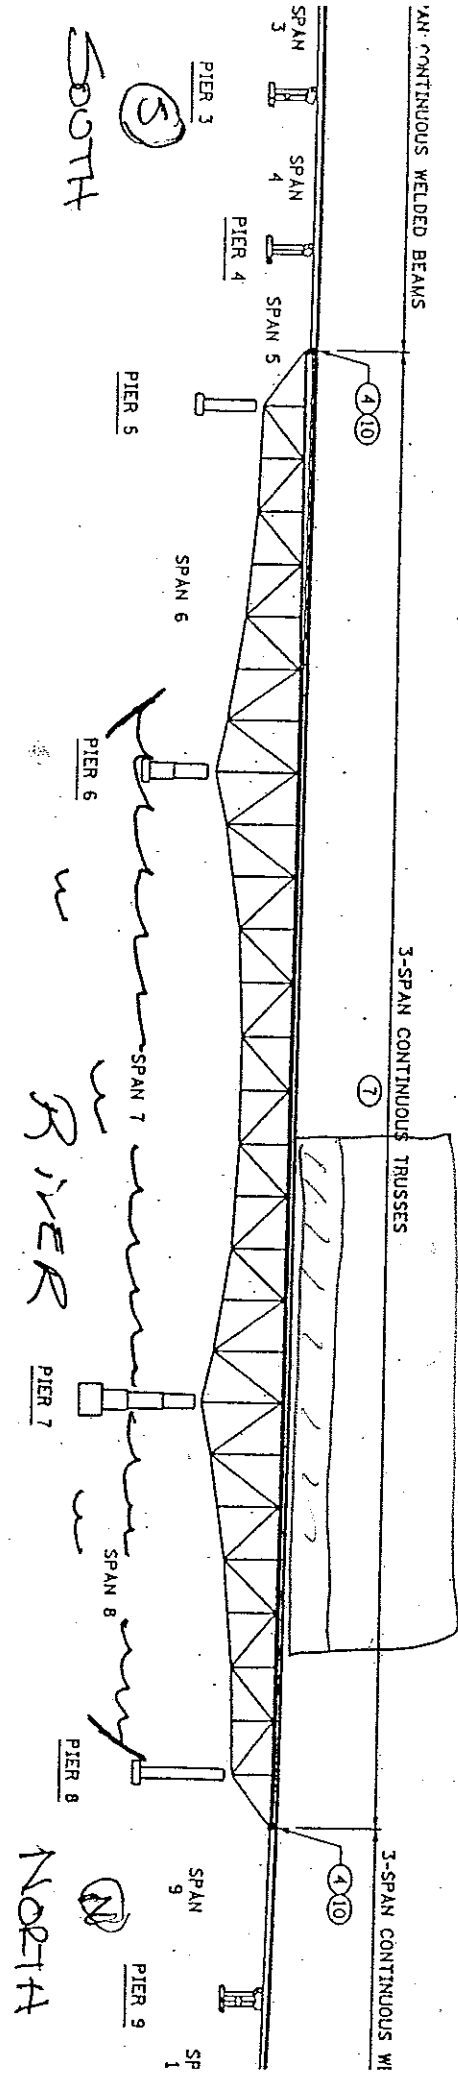 AN CONTINUOUS WELDED BEAMS
3-SPAN CONTINUOUS TRUSSES
3-SPAN CONTINUOUS WE
4 10
7
4 10
SPAN
3
SPAN
4
SPAN 5
SPAN 6
SPAN 7
SPAN 8
SPAN
9
SP
1
PIER 3
PIER 4
PIER 5
PIER 6
PIER 7
PIER 8
PIER 9
S
SOUTH
RIVER
N
NORTH